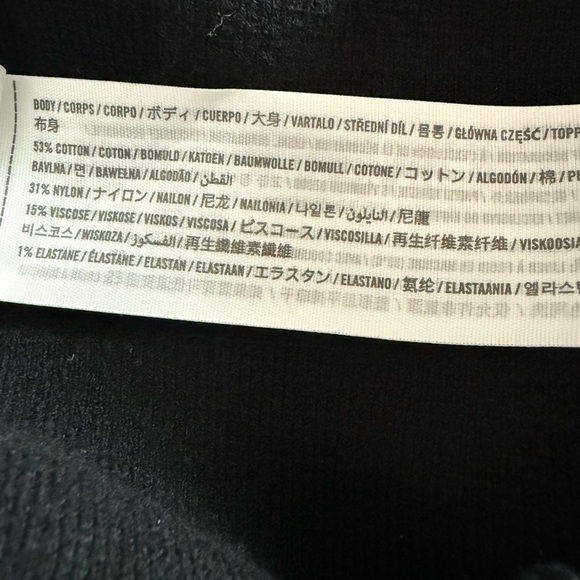 BODY / CORPS / CORPO / ボディ / CUERPO / 大身 / VARTALO / STŘEDNÍ DÍL / 몸통 / GŁÓWNA CZĘŚĆ / TOPP
布身
53% COTTON / COTON / BOMULD / KATOEN / BAUMWOLLE / BOMULL / COTONE / コットン / ALGODÓN / 棉 / PU
BAVLNA / 면 / BAWEŁNA / ALGODÃO / القطن
31% NYLON / ナイロン / NAILON / 尼龙 / NAILONIA / 나일론 / النايلون / 尼龍
15% VISCOSE / VISKOSE / VISKOS / VISCOSA / ビスコース / VISCOSILLA / 再生纤维素纤维 / VISKOOSIA
비스코스 / WISKOZA / الفسكوز / 再生纖維素纖維
1% ELASTANE / ÉLASTANE / ELASTAN / ELASTAAN / エラスタン / ELASTANO / 氨纶 / ELASTAANIA / 엘라스탄